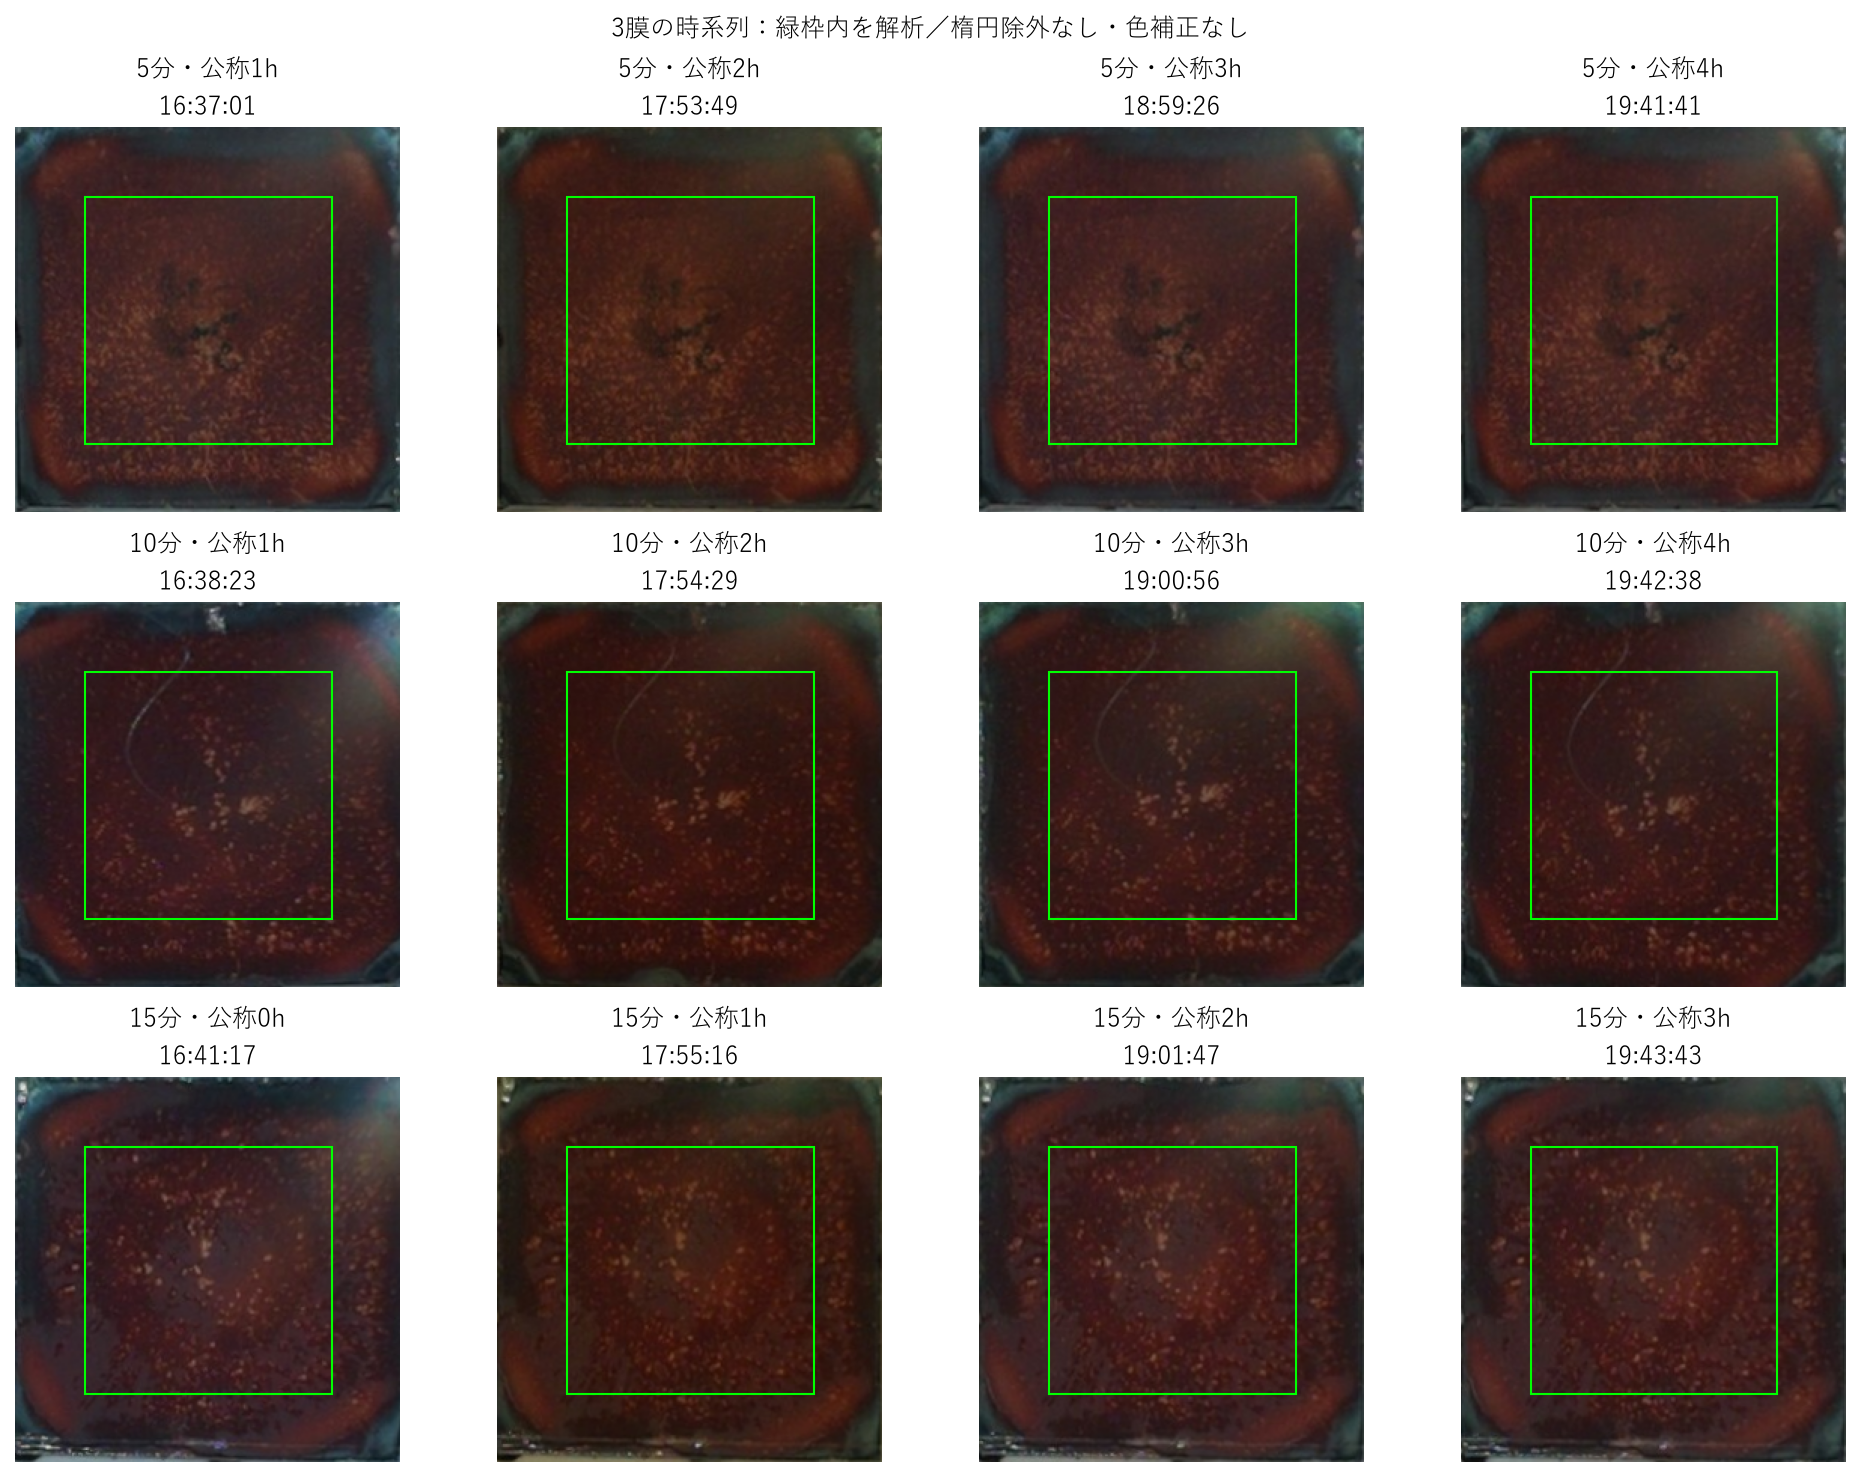 3膜の時系列：緑枠内を解析／楕円除外なし・色補正なし
5分・公称1h
16:37:01
5分・公称2h
17:53:49
5分・公称3h
18:59:26
5分・公称4h
19:41:41
10分・公称1h
16:38:23
10分・公称2h
17:54:29
10分・公称3h
19:00:56
10分・公称4h
19:42:38
15分・公称0h
16:41:17
15分・公称1h
17:55:16
15分・公称2h
19:01:47
15分・公称3h
19:43:43